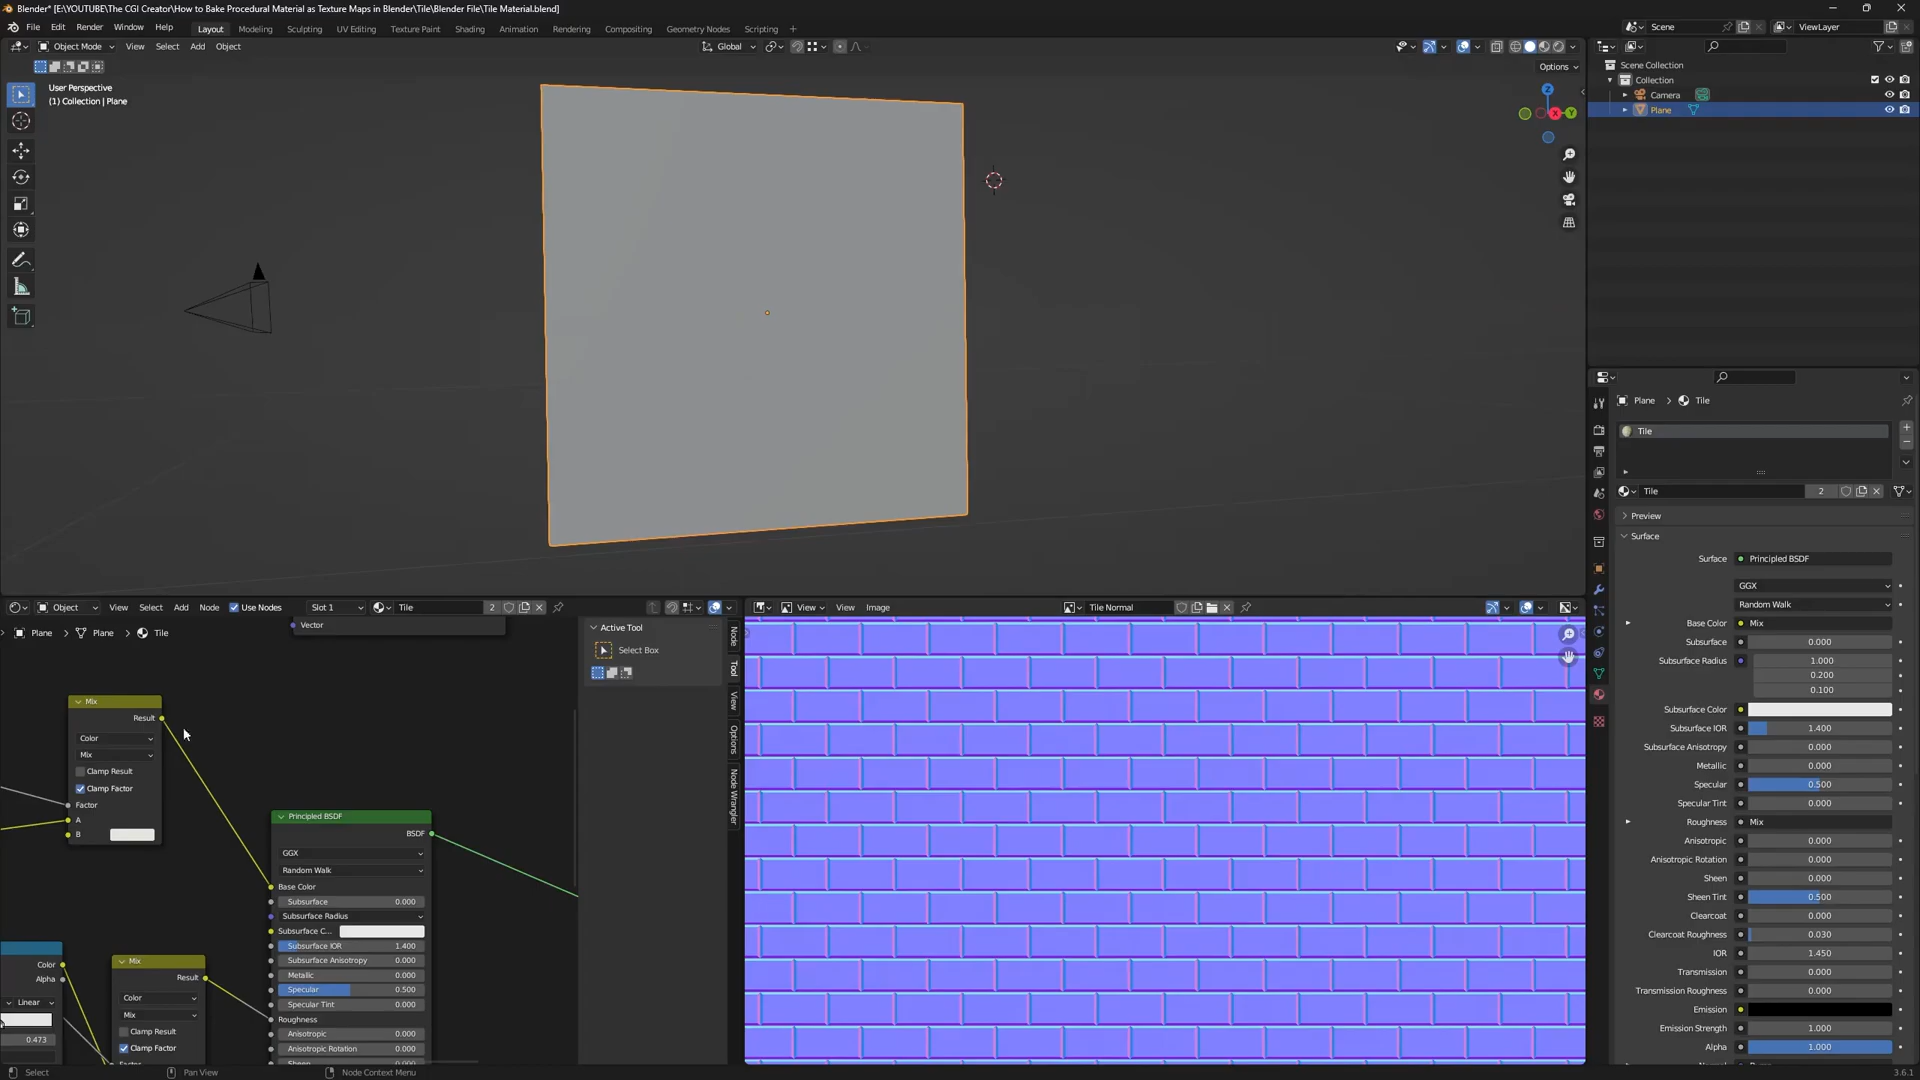 Blender* [E:\YOUTUBE\The CGI Creator\How to Bake Procedural Material as Texture Maps in Blender\Tile\Blender File\Tile Material.blend]
File Edit Render Window Help Layout Modeling Sculpting UV Editing Texture Paint Shading Animation Rendering Compositing Geometry Nodes Scripting + Scene ViewLayer
Object Mode View Select Add Object Global
Options
User Perspective
(1) Collection | Plane
Z
X
Y
Scene Collection
Collection
Camera
Plane
Plane > Tile
Tile
Tile 2
Preview
Surface
Surface Principled BSDF
GGX
Random Walk
Base Color Mix
Subsurface 0.000
Subsurface Radius 1.000
0.200
0.100
Subsurface Color
Subsurface IOR 1.400
Subsurface Anisotropy 0.000
Metallic 0.000
Specular 0.500
Specular Tint 0.000
Roughness Mix
Anisotropic 0.000
Anisotropic Rotation 0.000
Sheen 0.000
Sheen Tint 0.500
Clearcoat 0.000
Clearcoat Roughness 0.030
IOR 1.450
Transmission 0.000
Transmission Roughness 0.000
Emission
Emission Strength 1.000
Alpha 1.000
Object View Select Add Node Use Nodes Slot 1 Tile 2
Plane > Plane > Tile
Vector
Mix
Result
Color
Mix
Clamp Result
Clamp Factor
Factor
A
B
Principled BSDF
BSDF
GGX
Random Walk
Base Color
Subsurface 0.000
Subsurface Radius
Subsurface C...
Subsurface IOR 1.400
Subsurface Anisotropy 0.000
Metallic 0.000
Specular 0.500
Specular Tint 0.000
Roughness
Anisotropic 0.000
Anisotropic Rotation 0.000
Color
Alpha
Linear
0.473
Mix
Result
Color
Mix
Clamp Result
Clamp Factor
Active Tool
Select Box
Node
Tool
View
Options
Node Wrangler
View View Image Tile Normal
Select Pan View Node Context Menu 3.6.1